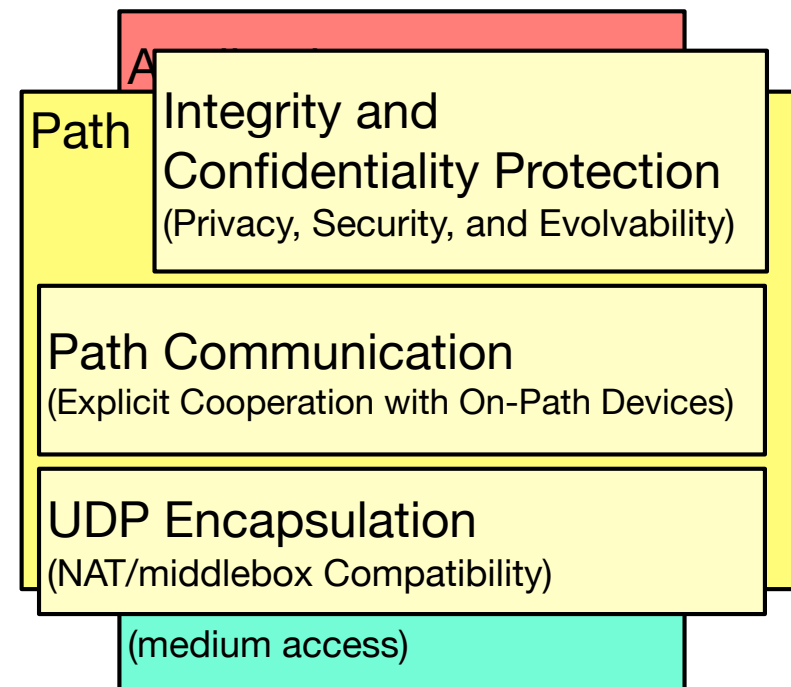 Path
Integrity and
Confidentiality Protection
(Privacy, Security, and Evolvability)
Path Communication
(Explicit Cooperation with On-Path Devices)
UDP Encapsulation
(NAT/middlebox Compatibility)
(medium access)